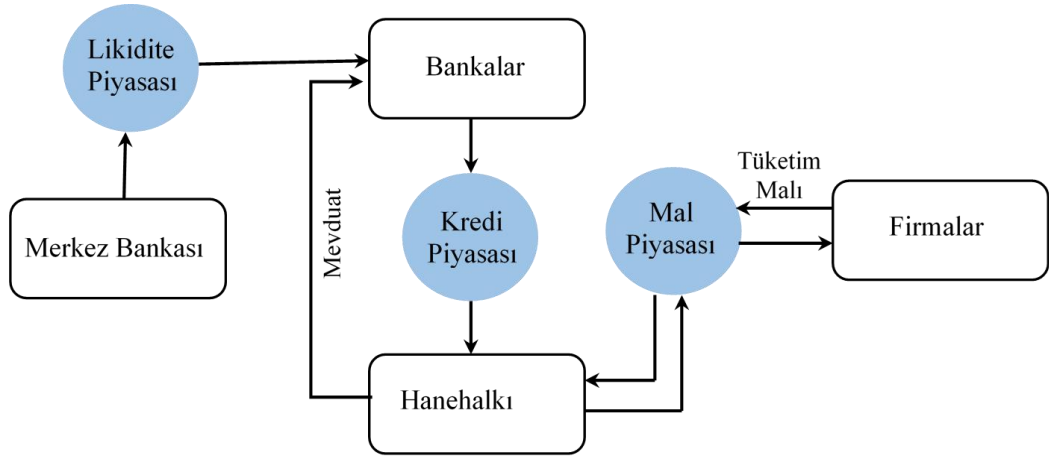 Likidite
Piyasası
Bankalar
Merkez Bankası
Mevduat
Kredi
Piyasası
Mal
Piyasası
Tüketim
Malı
Firmalar
Hanehalkı